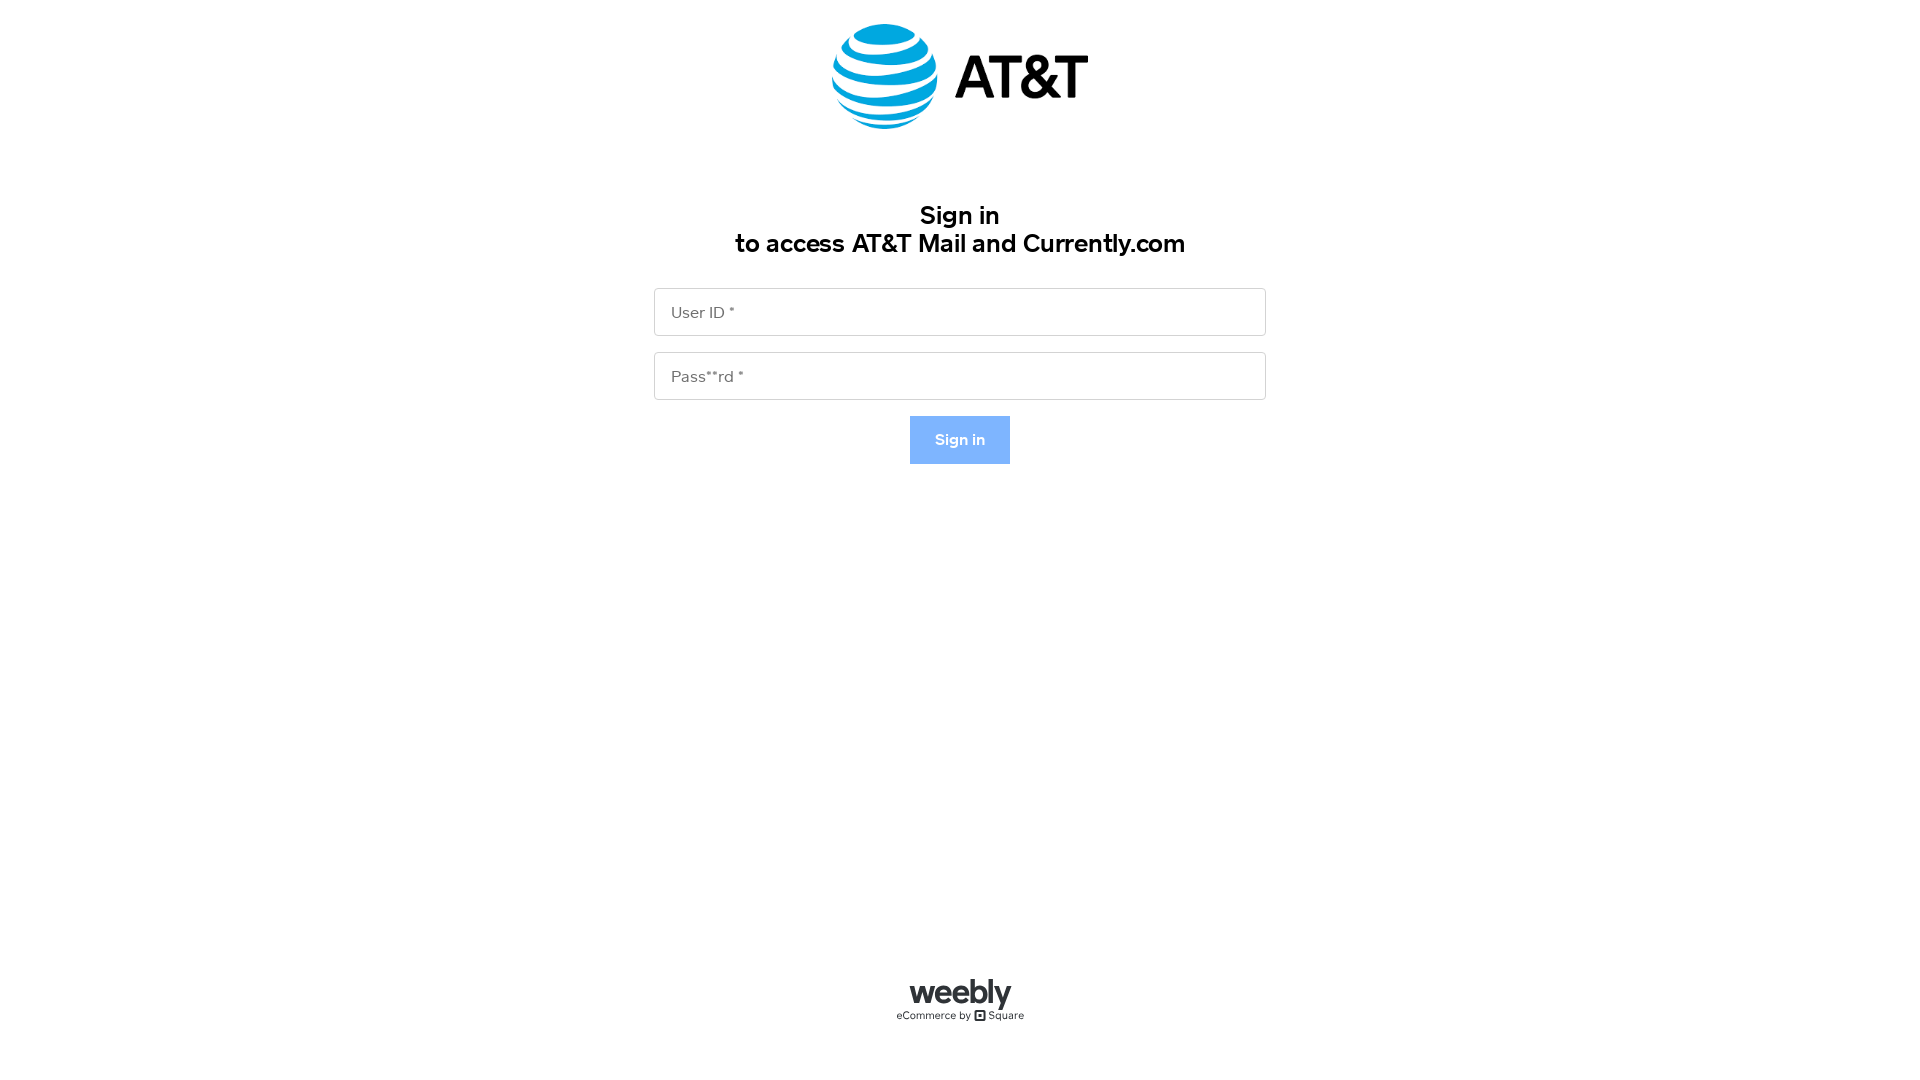 AT&T
Sign in
to access AT&T Mail and Currently.com
User ID *
Pass**rd *
Sign in
weebly
eCommerce by Square